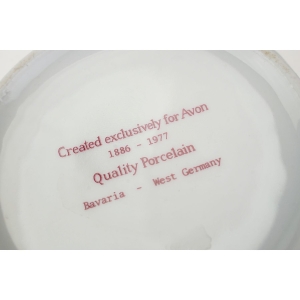 Created exclusively for Avon
1886 - 1977
Quality Porcelain
Bavaria - West Germany